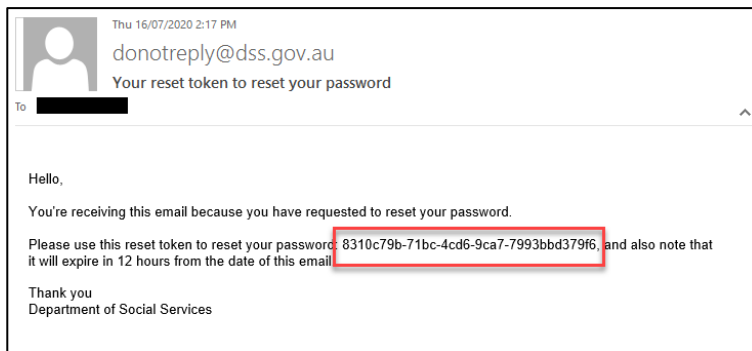 Thu 16/07/2020 2:17 PM
donotreply@dss.gov.au
Your reset token to reset your password
To
Hello,
You're receiving this email because you have requested to reset your password.
Please use this reset token to reset your password: 8310c79b-71bc-4cd6-9ca7-7993bbd379f6, and also note that
it will expire in 12 hours from the date of this email
Thank you
Department of Social Services